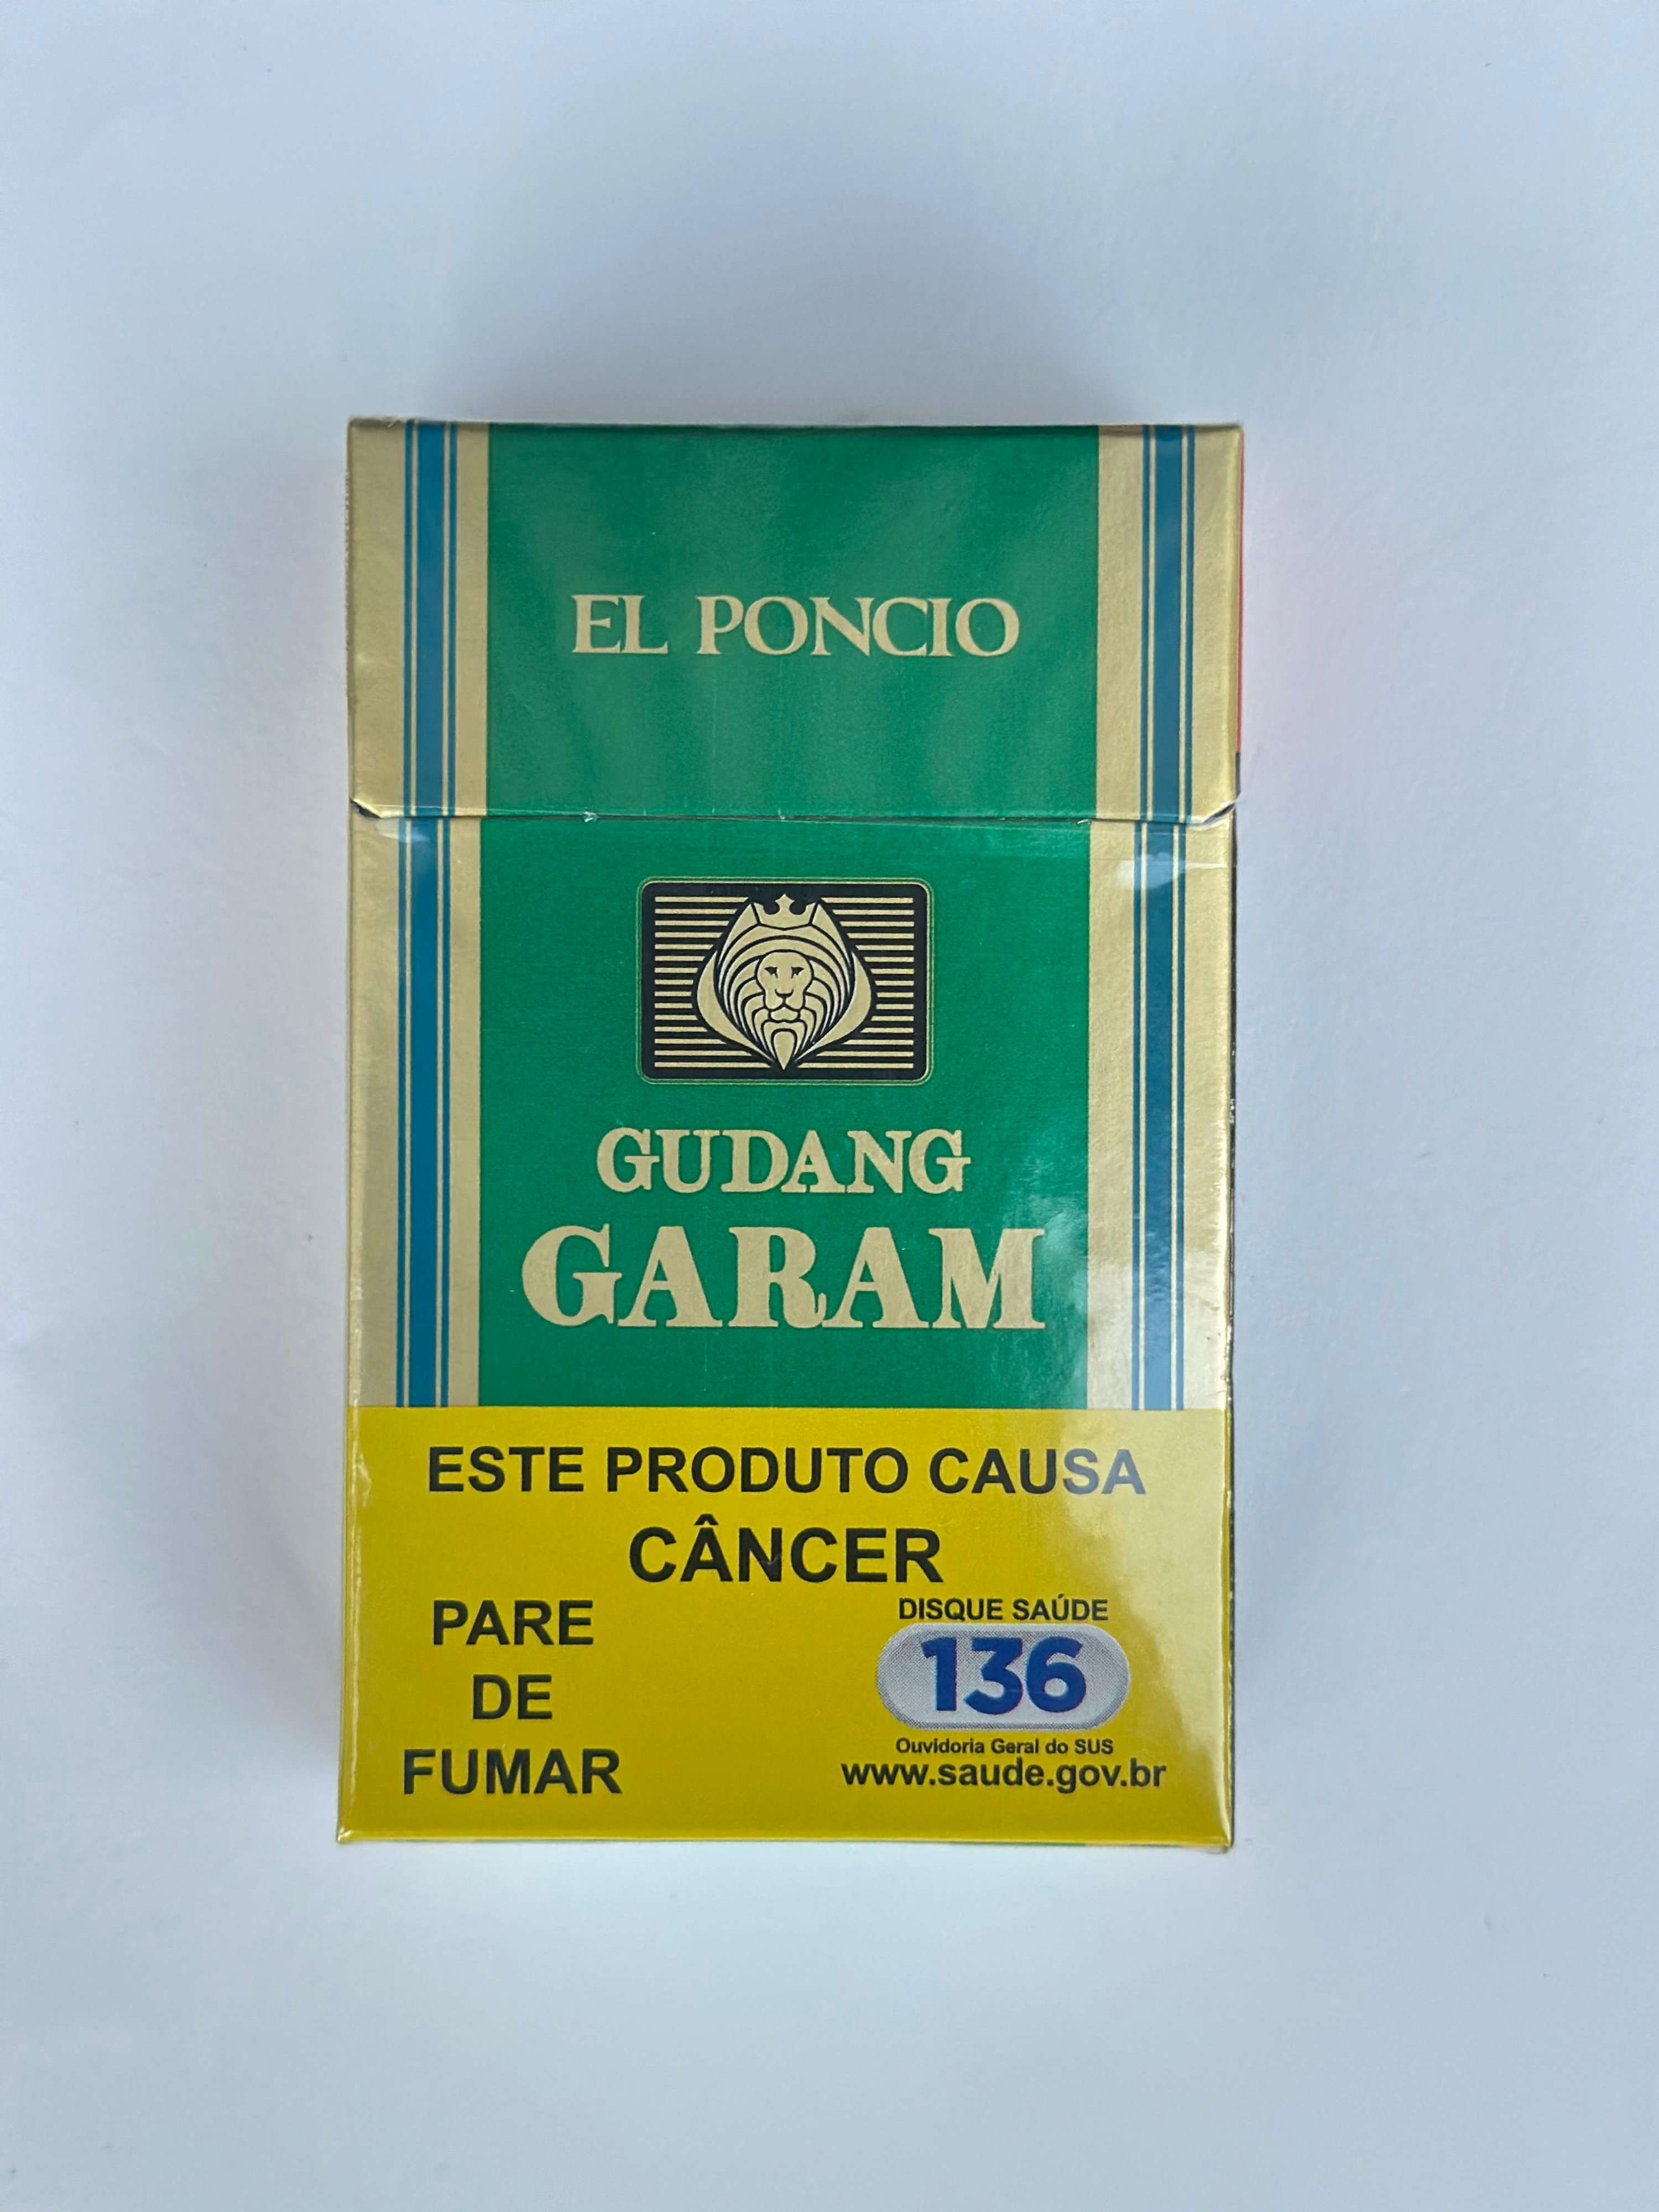 EL PONCIO
GUDANG
GARAM
ESTE PRODUTO CAUSA
CÂNCER
PARE
DE
FUMAR
DISQUE SAÚDE
136
Ouvidoria Geral do SUS
www.saude.gov.br